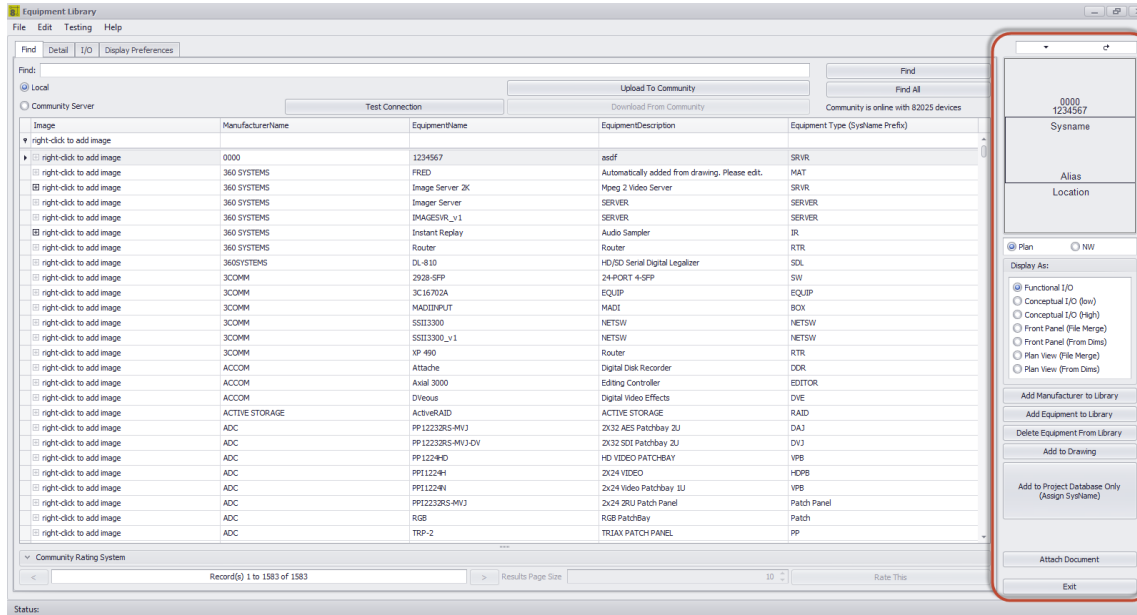 Equipment Library
File Edit Testing Help
Find Detail I/O Display Preferences
Find: Find
Local Upload To Community Find All
Community Server Test Connection Download From Community Community is online with 82025 devices
Image ManufacturerName EquipmentName EquipmentDescription Equipment Type (SysName Prefix)
right-click to add image
right-click to add image 0000 1234567 asdf SRVR
right-click to add image 360 SYSTEMS FRED Automatically added from drawing. Please edit. MAT
right-click to add image 360 SYSTEMS Image Server 2K Mpeg 2 Video Server SRVR
right-click to add image 360 SYSTEMS Imager Server SERVER SERVER
right-click to add image 360 SYSTEMS IMAGESVR_v1 SERVER SERVER
right-click to add image 360 SYSTEMS Instant Replay Audio Sampler IR
right-click to add image 360 SYSTEMS Router Router RTR
right-click to add image 360SYSTEMS DL-810 HD/SD Serial Digital Legalizer SDL
right-click to add image 3COMM 2928-SFP 24-PORT 4-SFP SW
right-click to add image 3COMM 3C16702A EQUIP EQUIP
right-click to add image 3COMM MADIINPUT MADI BOX
right-click to add image 3COMM SSII3300 NETSW NETSW
right-click to add image 3COMM SSII3300_v1 NETSW NETSW
right-click to add image 3COMM XP 490 Router RTR
right-click to add image ACCOM Attache Digital Disk Recorder DDR
right-click to add image ACCOM Axial 3000 Editing Controller EDITOR
right-click to add image ACCOM DVeous Digital Video Effects DVE
right-click to add image ACTIVE STORAGE ActiveRAID ACTIVE STORAGE RAID
right-click to add image ADC PP12232RS-MVJ 2X32 AES Patchbay 2U DAJ
right-click to add image ADC PP12232RS-MVJ-DV 2X32 SDI Patchbay 2U DVJ
right-click to add image ADC PP1224HD HD VIDEO PATCHBAY VPB
right-click to add image ADC PPI1224H 2X24 VIDEO HDPB
right-click to add image ADC PPI1224N 2x24 Video Patchbay 1U VPB
right-click to add image ADC PPI2232RS-MVJ 2x24 2RU Patch Panel Patch Panel
right-click to add image ADC RGB RGB PatchBay Patch
right-click to add image ADC TRP-2 TRIAX PATCH PANEL PP
Community Rating System
< Record(s) 1 to 1583 of 1583 > Results Page Size 10 Rate This
Status:
0000
1234567
Sysname
Alias
Location
Plan NW
Display As:
Functional I/O
Conceptual I/O (low)
Conceptual I/O (High)
Front Panel (File Merge)
Front Panel (From Dims)
Plan View (File Merge)
Plan View (From Dims)
Add Manufacturer to Library
Add Equipment to Library
Delete Equipment From Library
Add to Drawing
Add to Project Database Only
(Assign SysName)
Attach Document
Exit